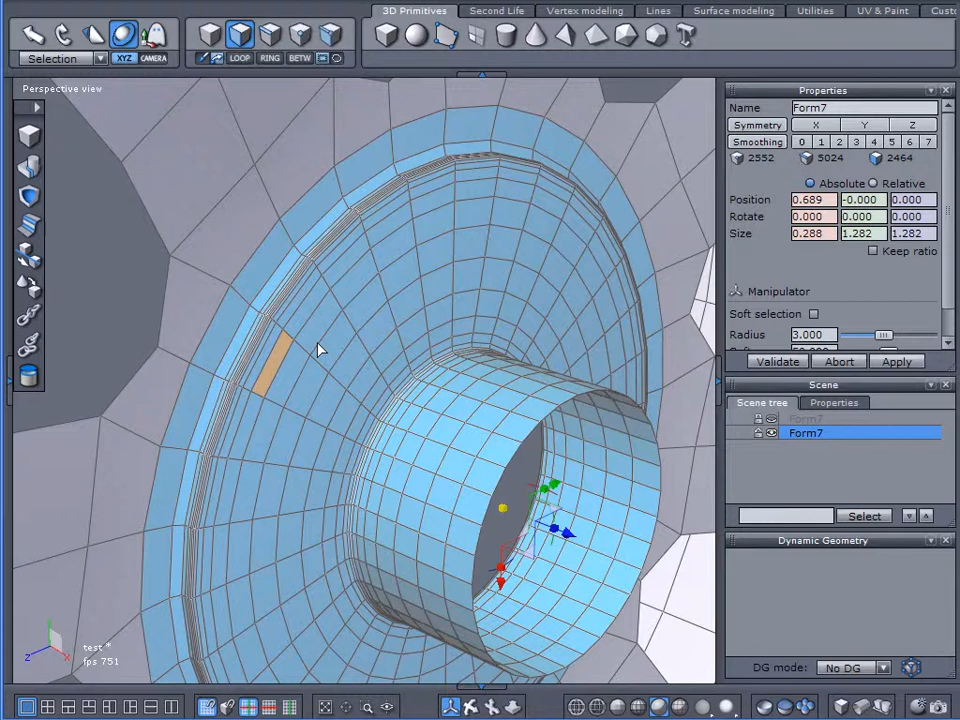 3D Primitives Second Life Vertex modeling Lines Surface modeling Utilities UV & Paint Custo
Selection XYZ CAMERA LOOP RING BETW
Perspective view
Properties
Name Form7
Symmetry X Y Z
Smoothing 0 1 2 3 4 5 6 7
2552 5024 2464
Absolute Relative
Position 0.689 -0.000 0.000
Rotate 0.000 0.000 0.000
Size 0.288 1.282 1.282
Keep ratio
Manipulator
Soft selection
Radius 3.000
Validate Abort Apply
Scene
Scene tree Properties
Form7
Form7
Select
Dynamic Geometry
DG mode: No DG
Y
Z X
test *
fps 751